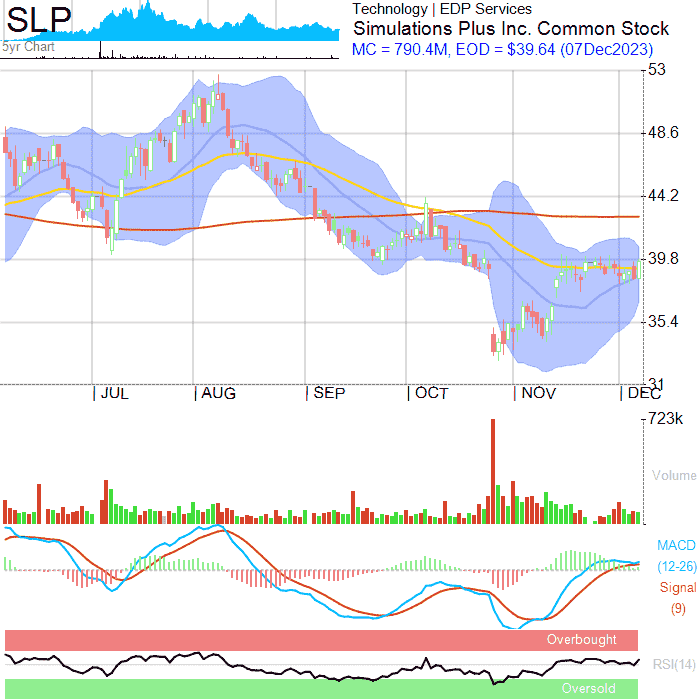 SLP
5yr Chart
Technology | EDP Services
Simulations Plus Inc. Common Stock
MC = 790.4M, EOD = $39.64 (07Dec2023)
53
48.6
44.2
39.8
35.4
31
JUL
AUG
SEP
OCT
NOV
DEC
723k
Volume
MACD
(12-26)
Signal
(9)
Overbought
RSI(14)
Oversold